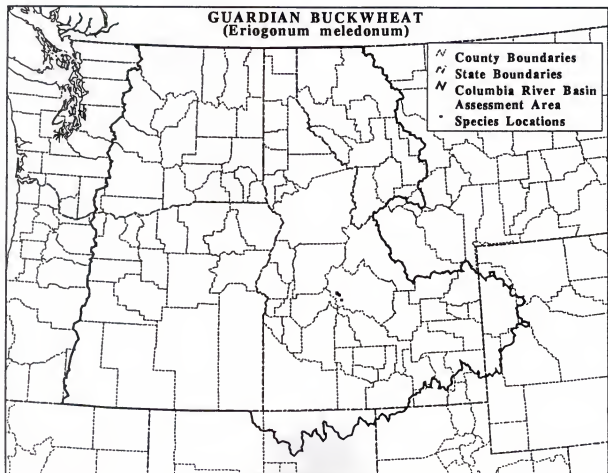 GUARDIAN BUCKWHEAT
(Eriogonum meledonum)
County Boundaries
State Boundaries
Columbia River Basin
Assessment Area
Species Locations